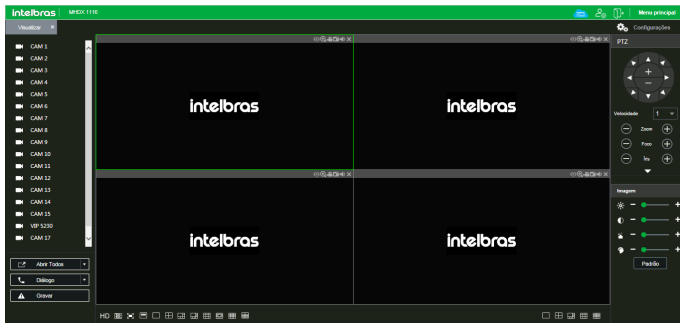 intelbras MHDX 1116 Menu principal
Visualizar × Configurações
CAM 1
CAM 2
CAM 3
CAM 4
CAM 5
CAM 6
CAM 7
CAM 8
CAM 9
CAM 10
CAM 11
CAM 12
CAM 13
CAM 14
CAM 15
VIP 5230
CAM 17
Abrir Todos
Diálogo
Gravar
intelbras intelbras
intelbras intelbras
HD
PTZ
Velocidade 1
Zoom
Foco
Íris
Imagem
Padrão